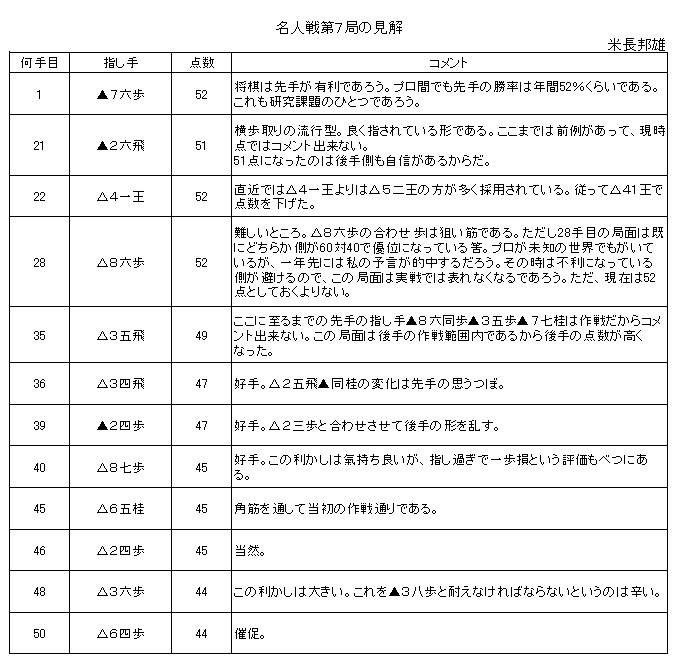 名人戦第7局の見解
米長邦雄
何手目 指し手 点数 コメント
1 ▲7六歩 52 将棋は先手が有利であろう。プロ間でも先手の勝率は年間52%くらいである。
これも研究課題のひとつであろう。
21 ▲2六飛 51 横歩取りの流行型。良く指されている形である。ここまでは前例があって、現時
点ではコメント出来ない。
51点になったのは後手側も自信があるからだ。
22 △4一王 52 直近では△4一王よりは△5二王の方が多く採用されている。従って△41王で
点数を下げた。
28 △8六歩 52 難しいところ。△8六歩の合わせ歩は狙い筋である。ただし28手目の局面は既
にどちらか側が60対40で優位になっている筈。プロが未知の世界でもがいて
いるが、一年先には私の予言が的中するだろう。その時は不利になっている
側が避けるので、この局面は実戦では表れなくなるであろう。ただ、現在は52
点としておくよりない。
35 △3五飛 49 ここに至るまでの先手の指し手▲8六同歩▲3五歩▲7七桂は作戦だからコメ
ント出来ない。この局面は後手の作戦範囲内であるから後手の点数が高く
なった。
36 △3四飛 47 好手。△2五飛▲同桂の変化は先手の思うつぼ。
39 ▲2四歩 47 好手。△2三歩と合わせさせて後手の形を乱す。
40 △8七歩 45 好手。この利かしは氣持ち良いが、指し過ぎで一歩損という評価もべつにあ
る。
45 △6五桂 45 角筋を通して当初の作戦通りである。
46 △2四歩 45 当然。
48 △3六歩 44 この利かしは大きい。これを▲3八歩と耐えなければならないというのは辛い。
50 △6四歩 44 催促。